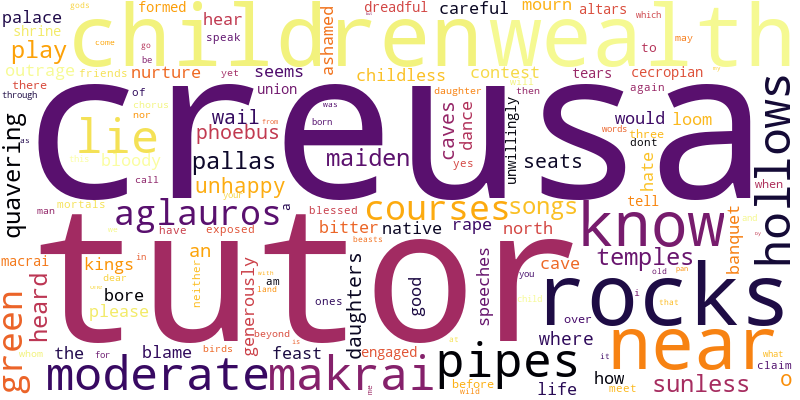 gods
palace formed dreadful careful mourn altars which
shrine hear ashamed children wealth
play speak come go be yet may
outrage nurture friends seems childless contest will to
there union tears cecropian again
through of cherus was daughter then when
creusa
as nor born from unwillingly words three dont
lie wail phoebus caves dance yes would loom
quavering bloody pallas maiden seats hate hollows
call unhappy your
man mortals aglauros a blessed courses songs tell
have exposed bitter native rape north know and
tutor
macrai kings an in beasts cave temples banquet
dear neither with you old pan
heard bore am land ones good speeches child i that
green please generously daughters rocks
the for blame birds beyond is feast engaged at where over near it what claim
whom moderate makrai me pipes before wild life how meet sunless o